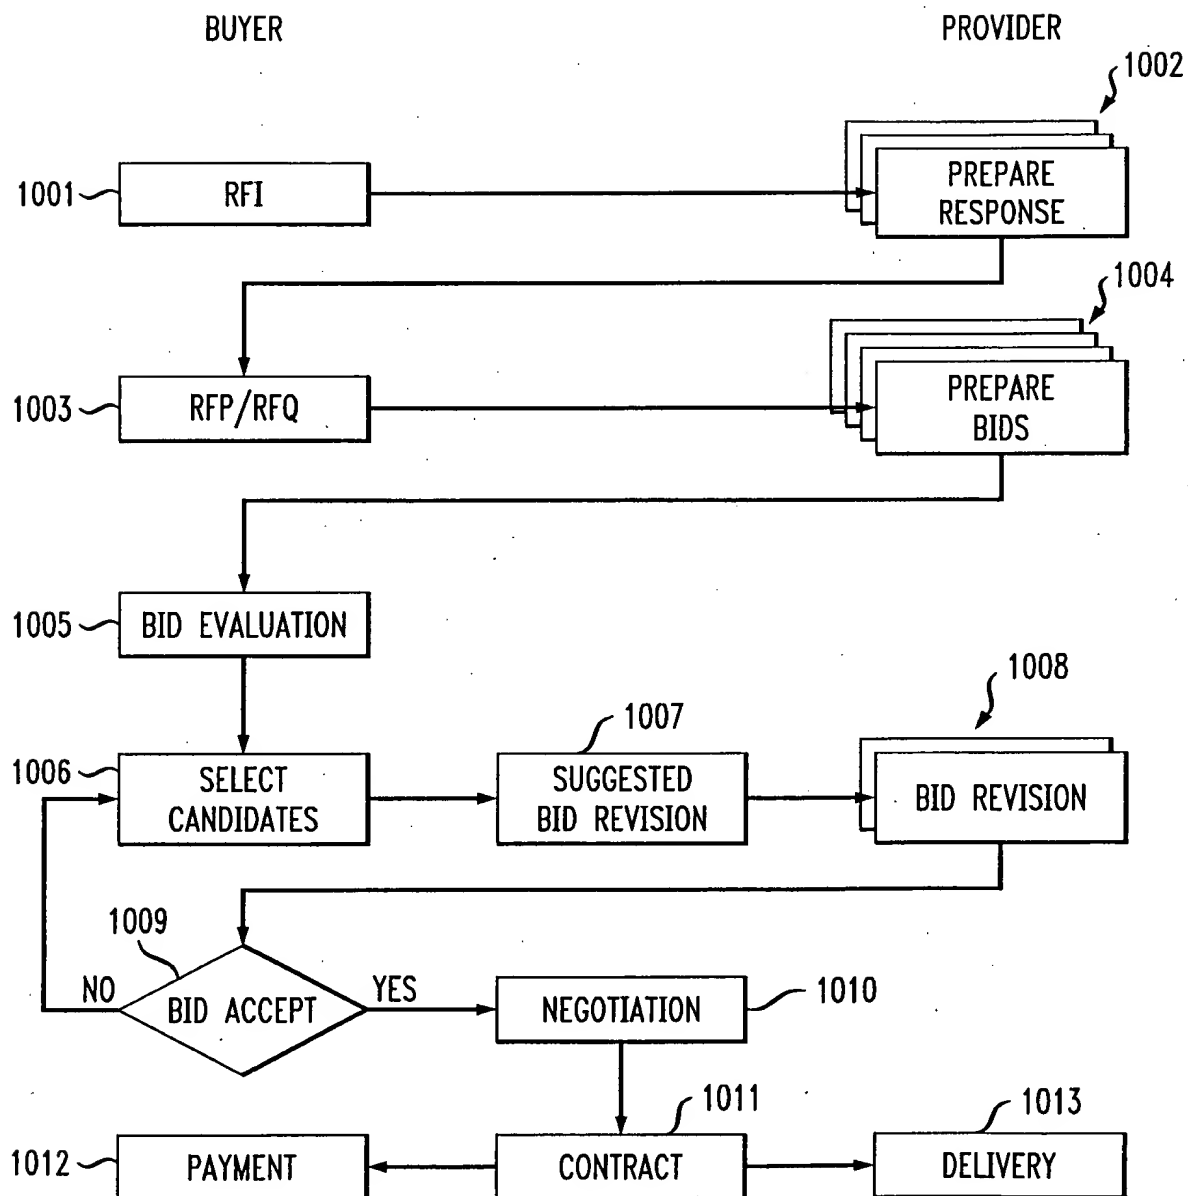 BUYER
PROVIDER
1002
1001
RFI
PREPARE
RESPONSE
1004
1003
RFP/RFQ
PREPARE
BIDS
1005
BID EVALUATION
1008
1007
1006
SELECT
CANDIDATES
SUGGESTED
BID REVISION
BID REVISION
1009
NO
BID ACCEPT
YES
NEGOTIATION
1010
1011
1013
1012
PAYMENT
CONTRACT
DELIVERY